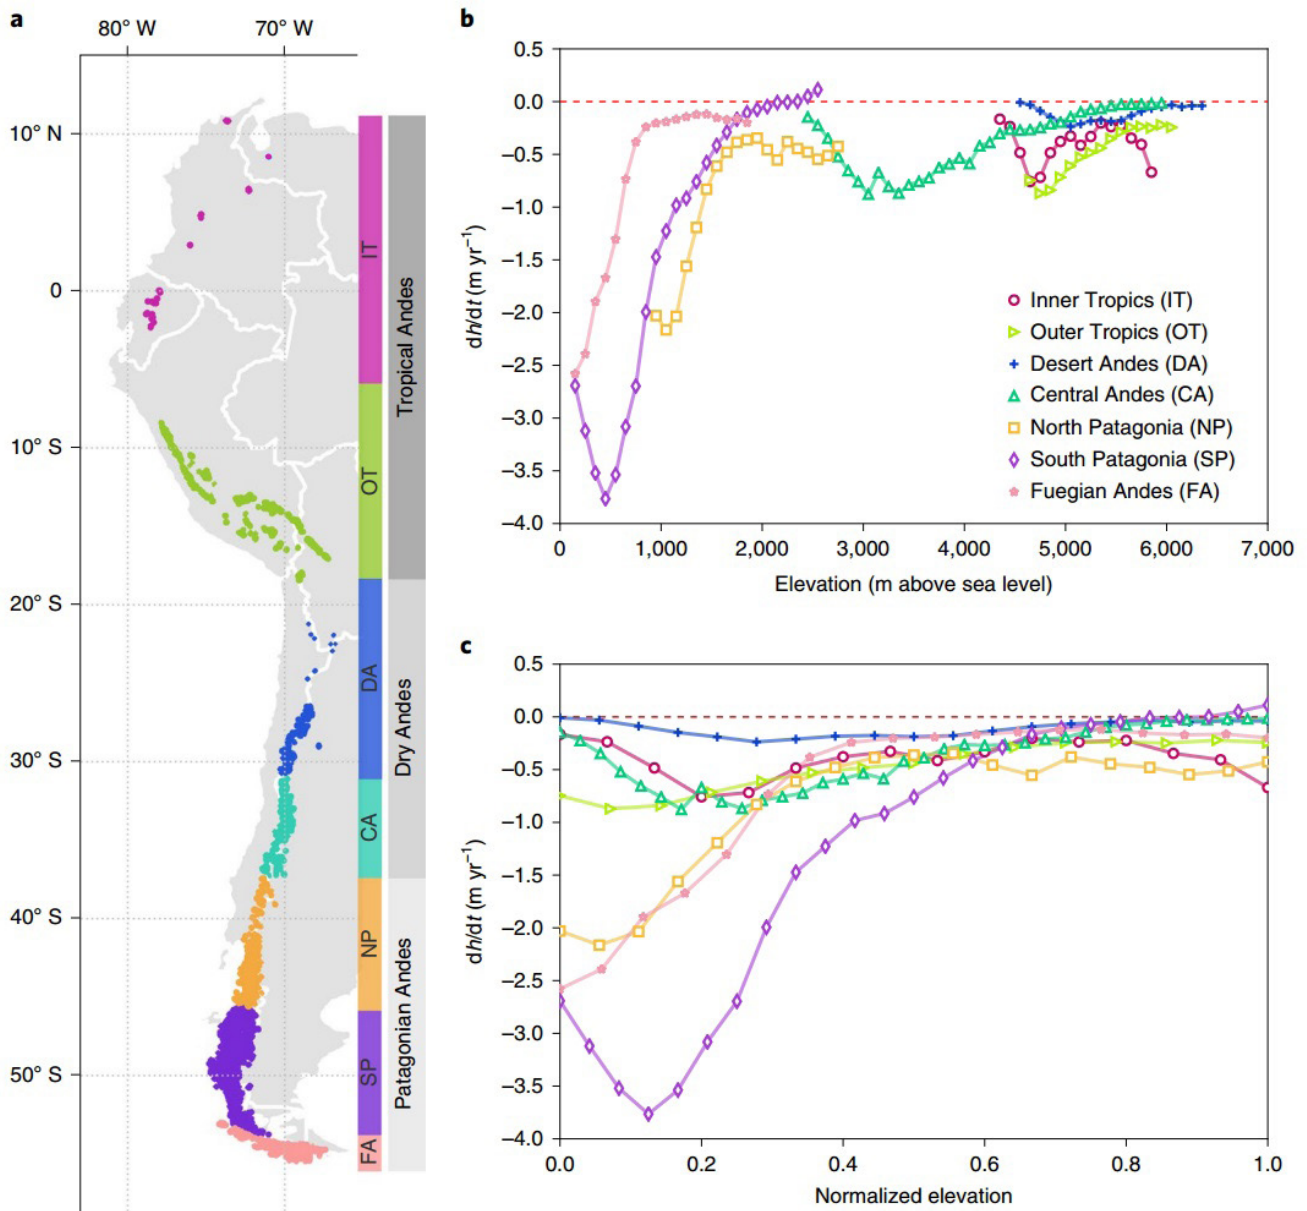 a
80° W 70° W
10° N
0
10° S
20° S
30° S
40° S
50° S
IT
OT
DA
CA
NP
SP
FA
Tropical Andes
Dry Andes
Patagonian Andes
b
0.5
0.0
−0.5
−1.0
−1.5
−2.0
−2.5
−3.0
−3.5
−4.0
dh/dt (m yr⁻¹)
Inner Tropics (IT)
Outer Tropics (OT)
Desert Andes (DA)
Central Andes (CA)
North Patagonia (NP)
South Patagonia (SP)
Fuegian Andes (FA)
0 1,000 2,000 3,000 4,000 5,000 6,000 7,000
Elevation (m above sea level)
c
0.5
0.0
−0.5
−1.0
−1.5
−2.0
−2.5
−3.0
−3.5
−4.0
dh/dt (m yr⁻¹)
0.0 0.2 0.4 0.6 0.8 1.0
Normalized elevation